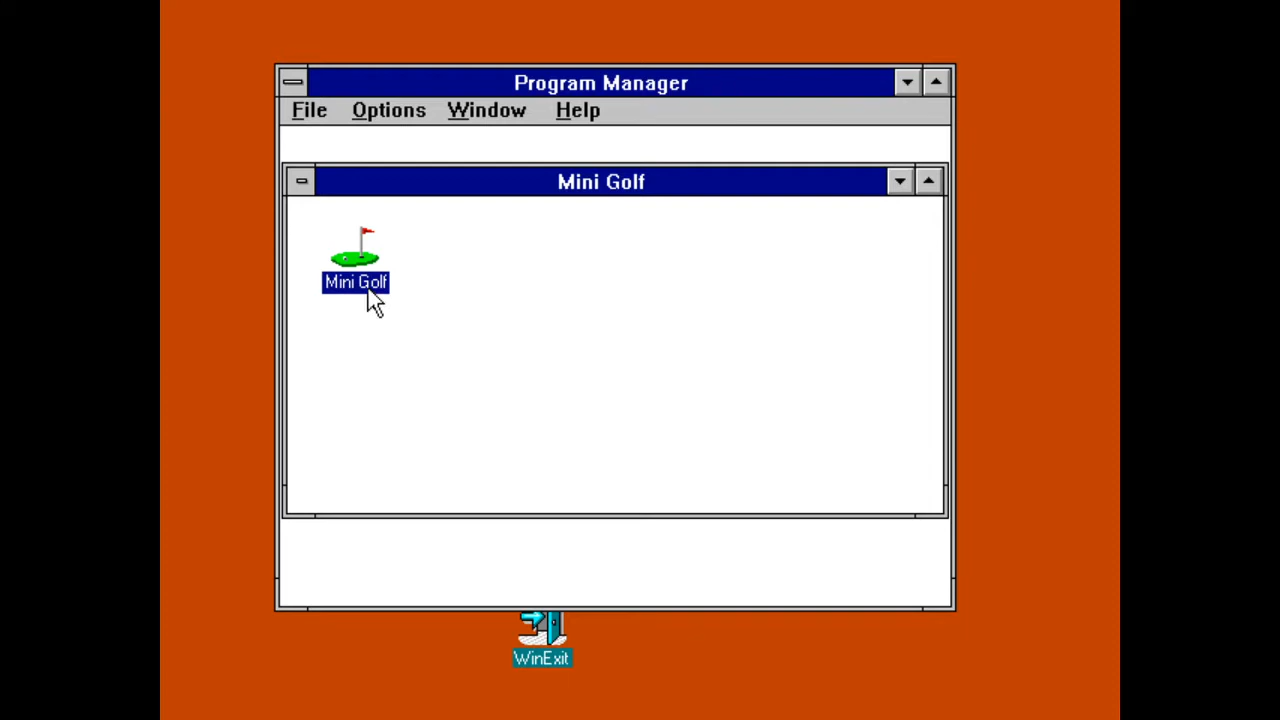 Program Manager
File Options Window Help
Mini Golf
Mini Golf
WinExit